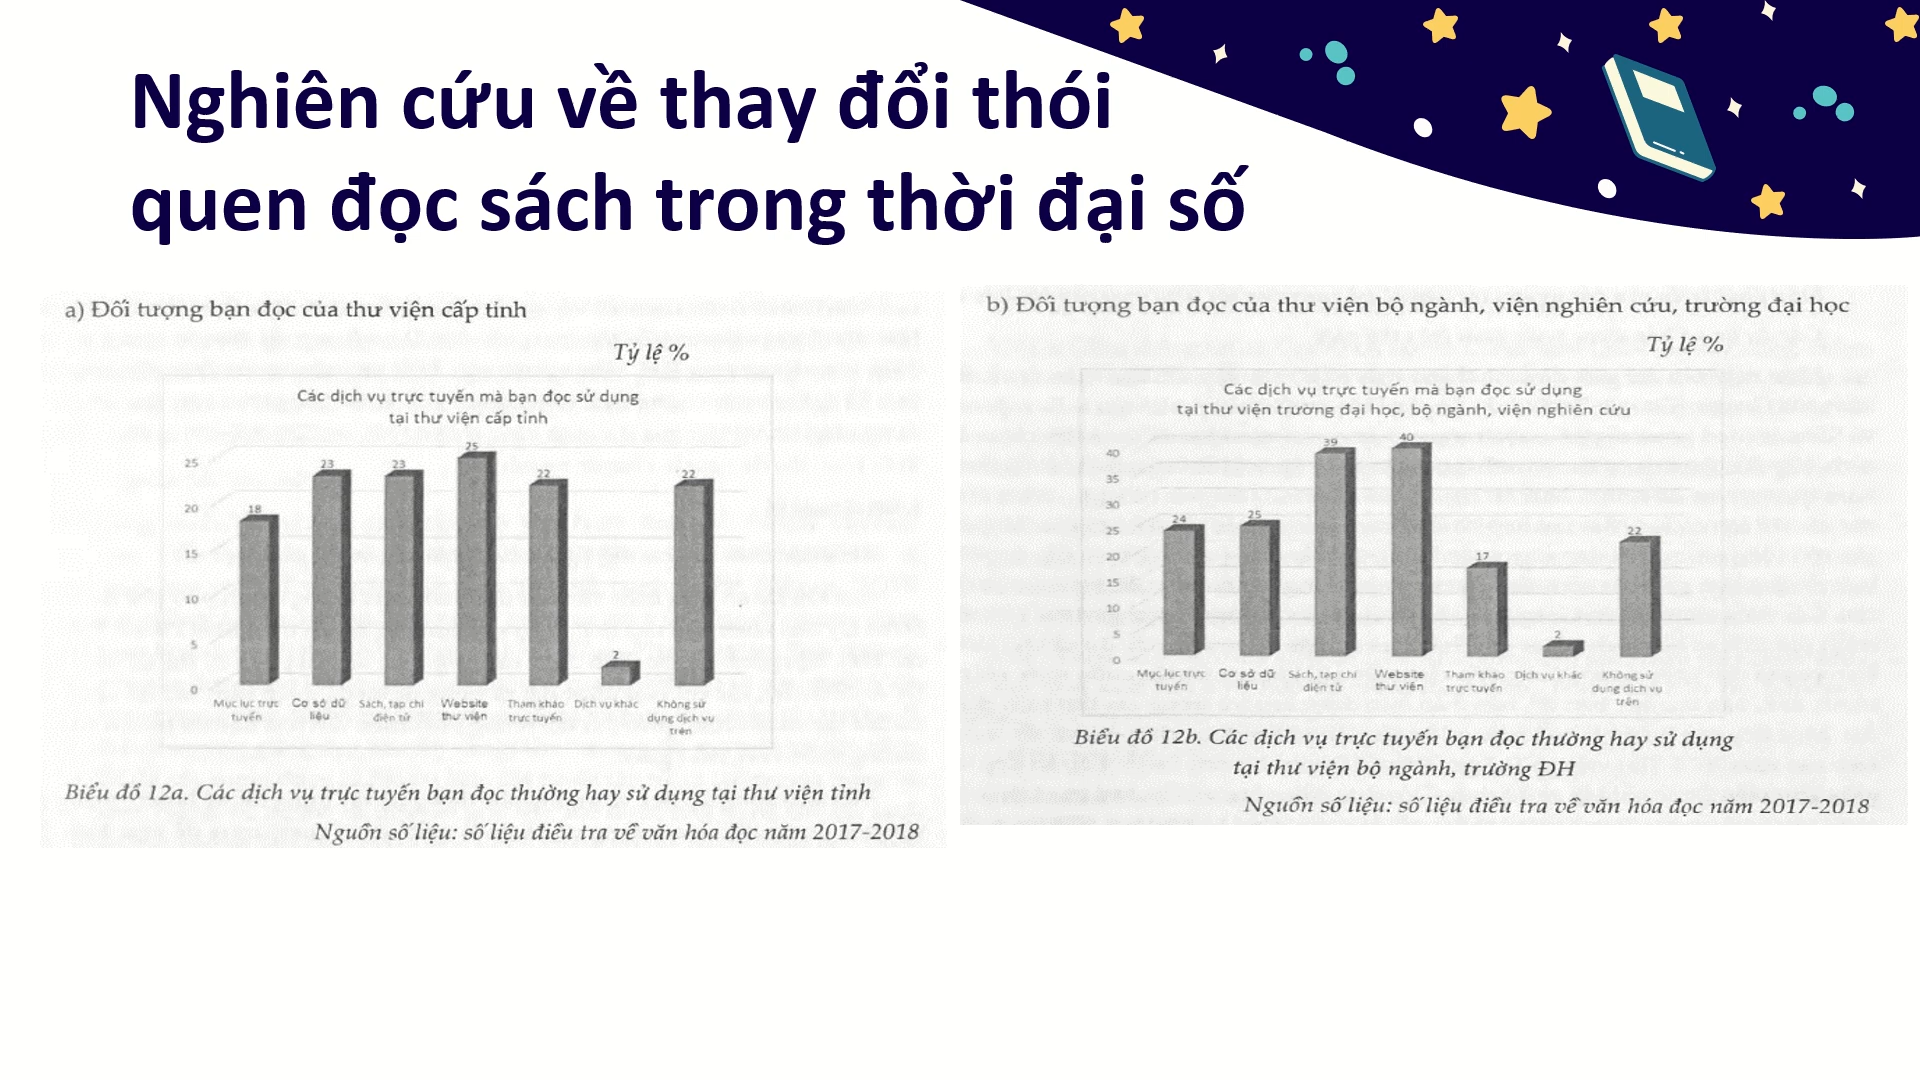 Nghiên cứu về thay đổi thói
quen đọc sách trong thời đại số
a) Đối tượng bạn đọc của thư viện cấp tỉnh
Tỷ lệ %
Các dịch vụ trực tuyến mà bạn đọc sử dụng
tại thư viện cấp tỉnh
25
20
15
10
5
0
18
23
23
25
22
2
22
Mục lục trực
tuyến
Cơ sở dữ
liệu
Sách, tạp chí
điện tử
Website
thư viện
Tham khảo
trực tuyến
Dịch vụ khác
Không sử
dụng dịch vụ
trên
Biểu đồ 12a. Các dịch vụ trực tuyến bạn đọc thường hay sử dụng tại thư viện tỉnh
Nguồn số liệu: số liệu điều tra về văn hóa đọc năm 2017-2018
b) Đối tượng bạn đọc của thư viện bộ ngành, viện nghiên cứu, trường đại học
Tỷ lệ %
Các dịch vụ trực tuyến mà bạn đọc sử dụng
tại thư viện trường đại học, bộ ngành, viện nghiên cứu
40
35
30
25
20
15
10
5
0
24
25
39
40
17
2
22
Mục lục trực
tuyến
Cơ sở dữ
liệu
Sách, tạp chí
điện tử
Website
thư viện
Tham khảo
trực tuyến
Dịch vụ khác
Không sử
dụng dịch vụ
trên
Biểu đồ 12b. Các dịch vụ trực tuyến bạn đọc thường hay sử dụng
tại thư viện bộ ngành, trường ĐH
Nguồn số liệu: số liệu điều tra về văn hóa đọc năm 2017-2018